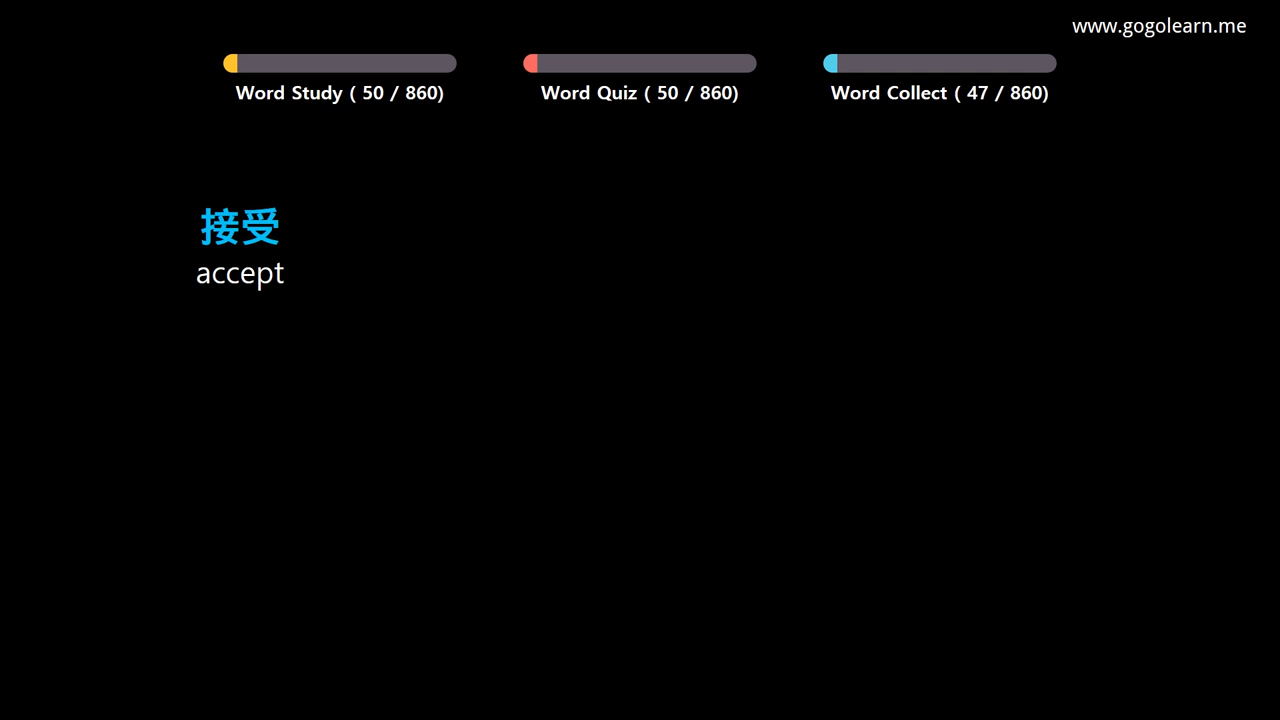 www.gogolearn.me
Word Study ( 50 / 860)
Word Quiz ( 50 / 860)
Word Collect ( 47 / 860)
接受
accept